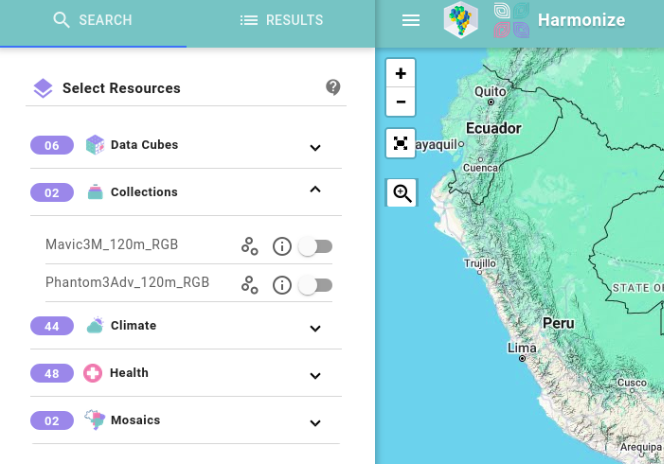 SEARCH
RESULTS
Harmonize
Select Resources
?
06 Data Cubes
02 Collections
Mavic3M_120m_RGB
Phantom3Adv_120m_RGB
44 Climate
48 Health
02 Mosaics
+
−
Quito
Ecuador
ayaquil
Cuenca
Trujillo
STATE OF
Peru
Lima
Cusco
Arequipa